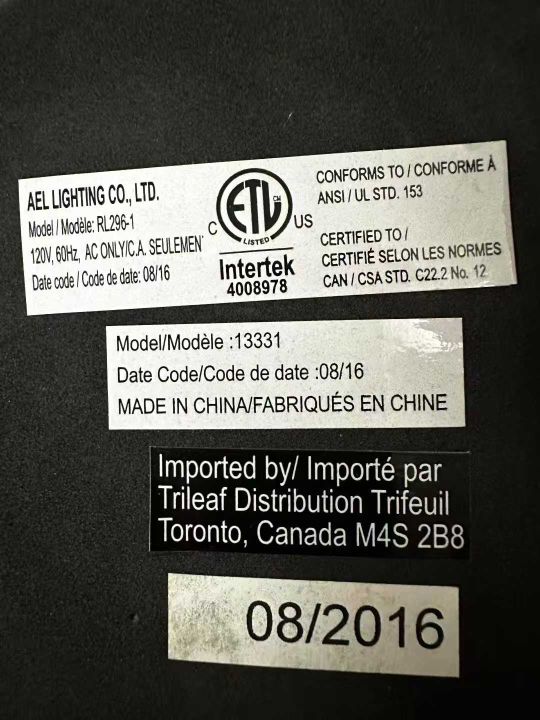 AEL LIGHTING CO., LTD.
Model / Modèle: RL296-1
120V, 60Hz, AC ONLY/C.A. SEULEMEN
Date code / Code de date: 08/16
C ETL CM US
LISTED
Intertek
4008978
CONFORMS TO / CONFORME À
ANSI / UL STD. 153
CERTIFIED TO /
CERTIFIÉ SELON LES NORMES
CAN / CSA STD. C22.2 No. 12
Model/Modèle :13331
Date Code/Code de date :08/16
MADE IN CHINA/FABRIQUÉS EN CHINE
Imported by/ Importé par
Trileaf Distribution Trifeuil
Toronto, Canada M4S 2B8
08/2016